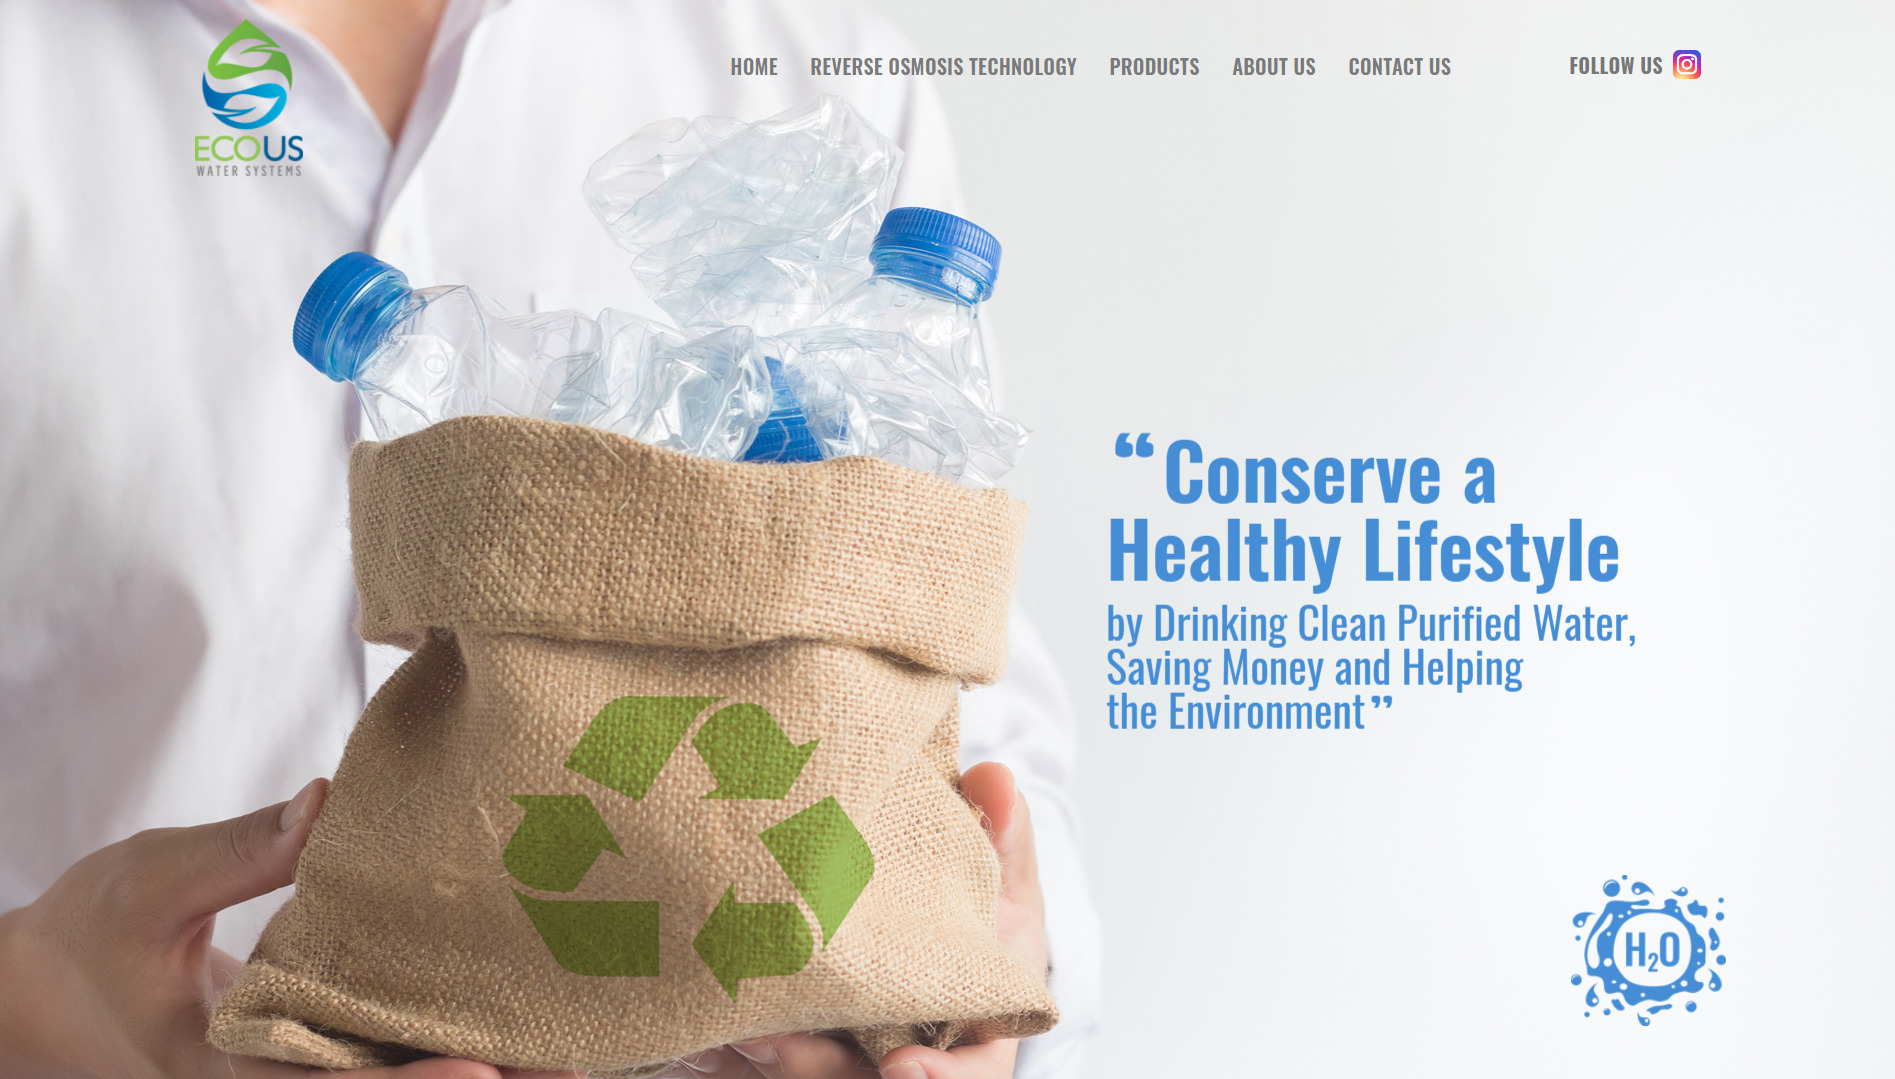 ECOUS
WATER SYSTEMS
HOME REVERSE OSMOSIS TECHNOLOGY PRODUCTS ABOUT US CONTACT US FOLLOW US
“Conserve a
Healthy Lifestyle
by Drinking Clean Purified Water,
Saving Money and Helping
the Environment”
H₂O